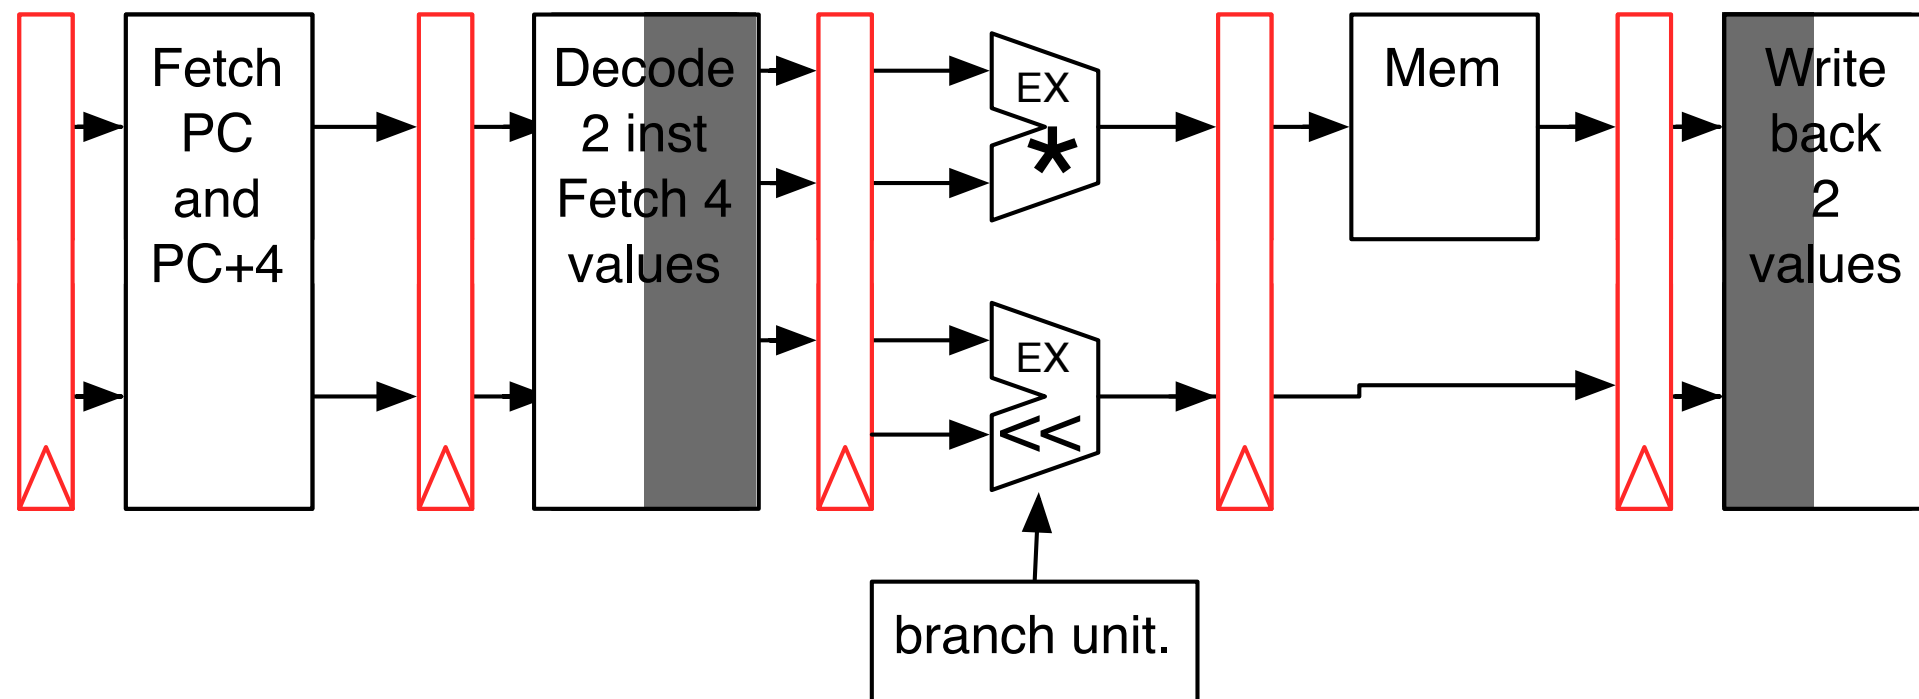 Fetch
PC
and
PC+4
Decode
2 inst
Fetch 4
values
EX
*
EX
<<
Mem
Write
back
2
values
branch unit.